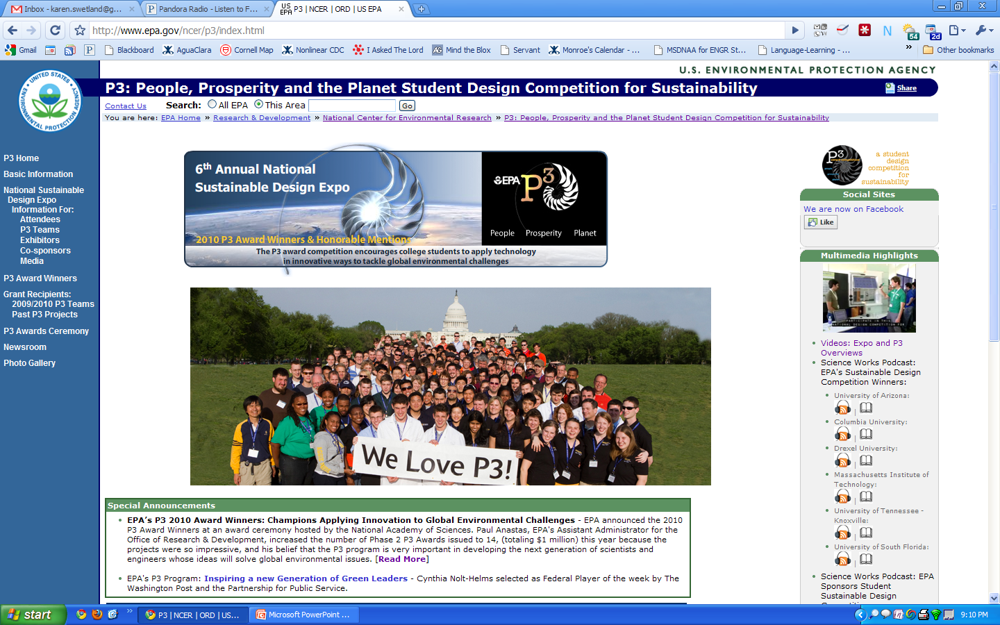 Inbox - karen.swetland@g...
Pandora Radio - Listen to F...
US EPA P3 | NCER | ORD | US EPA
http://www.epa.gov/ncer/p3/index.html
54
2d
Gmail
Blackboard
AguaClara
Cornell Map
Nonlinear CDC
I Asked The Lord
Mind the Blox
Servant
Monroe's Calendar - ...
MSDNAA for ENGR St...
Language-Learning - ...
»
Other bookmarks
UNITED STATES
ENVIRONMENTAL PROTECTION AGENCY
U.S. ENVIRONMENTAL PROTECTION AGENCY
P3: People, Prosperity and the Planet Student Design Competition for Sustainability
Share
Contact Us
Search: All EPA This Area Go
You are here: EPA Home » Research & Development » National Center for Environmental Research » P3: People, Prosperity and the Planet Student Design Competition for Sustainability
P3 Home
Basic Information
National Sustainable
Design Expo
Information For:
Attendees
P3 Teams
Exhibitors
Co-sponsors
Media
P3 Award Winners
Grant Recipients:
2009/2010 P3 Teams
Past P3 Projects
P3 Awards Ceremony
Newsroom
Photo Gallery
6th Annual National
Sustainable Design Expo
EPA P3
People Prosperity Planet
2010 P3 Award Winners & Honorable Mentions
The P3 award competition encourages college students to apply technology
in innovative ways to tackle global environmental challenges
We Love P3!
Special Announcements
• EPA's P3 2010 Award Winners: Champions Applying Innovation to Global Environmental Challenges - EPA announced the 2010
P3 Award Winners at an award ceremony hosted by the National Academy of Sciences. Paul Anastas, EPA's Assistant Administrator for the
Office of Research & Development, increased the number of Phase 2 P3 Awards issued to 14, (totaling $1 million) this year because the
projects were so impressive, and his belief that the P3 program is very important in developing the next generation of scientists and
engineers whose ideas will solve global environmental issues. [Read More]
• EPA's P3 Program: Inspiring a new Generation of Green Leaders - Cynthia Nolt-Helms selected as Federal Player of the week by The
Washington Post and the Partnership for Public Service.
P3
a student
design
competition
for
sustainability
Social Sites
We are now on Facebook
Like
Multimedia Highlights
PARTICIPATE IN THIS
NATIONAL DESIGN COMPETITION FOR
• Videos: Expo and P3
Overviews
• Science Works Podcast:
EPA's Sustainable Design
Competition Winners:
• University of Arizona:
|
• Columbia University:
|
• Drexel University:
|
• Massachusetts Institute of
Technology:
|
• University of Tennessee -
Knoxville:
|
• University of South Florida:
|
• Science Works Podcast: EPA
Sponsors Student
Sustainable Design
start
»
P3 | NCER | ORD | US...
Microsoft PowerPoint ...
9:10 PM